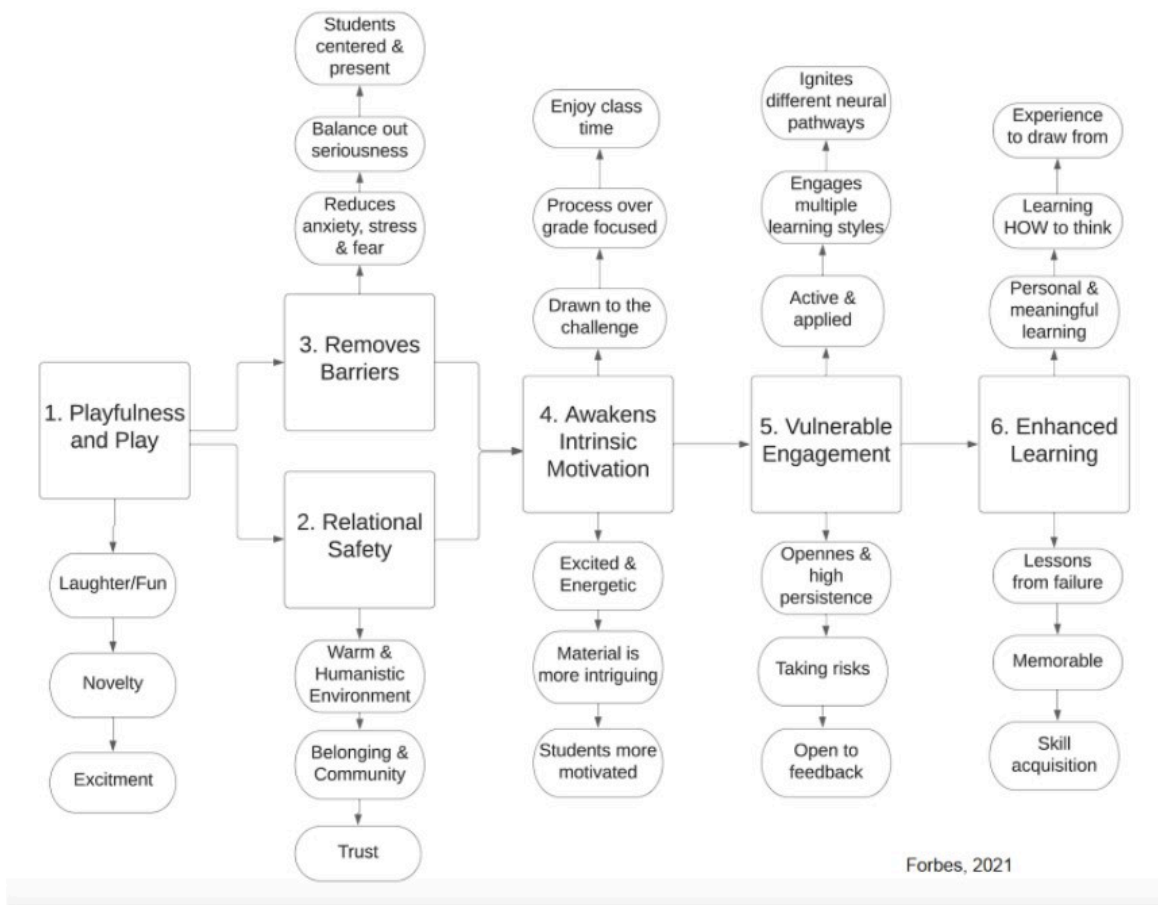 Students
centered &
present
Balance out
seriousness
Reduces
anxiety, stress
& fear
3. Removes
Barriers
1. Playfulness
and Play
Laughter/Fun
Novelty
Excitment
2. Relational
Safety
Warm &
Humanistic
Environment
Belonging &
Community
Trust
Enjoy class
time
Process over
grade focused
Drawn to the
challenge
4. Awakens
Intrinsic
Motivation
Excited &
Energetic
Material is
more intriguing
Students more
motivated
Ignites
different neural
pathways
Engages
multiple
learning styles
Active &
applied
5. Vulnerable
Engagement
Opennes &
high
persistence
Taking risks
Open to
feedback
Experience
to draw from
Learning
HOW to think
Personal &
meaningful
learning
6. Enhanced
Learning
Lessons
from failure
Memorable
Skill
acquisition
Forbes, 2021